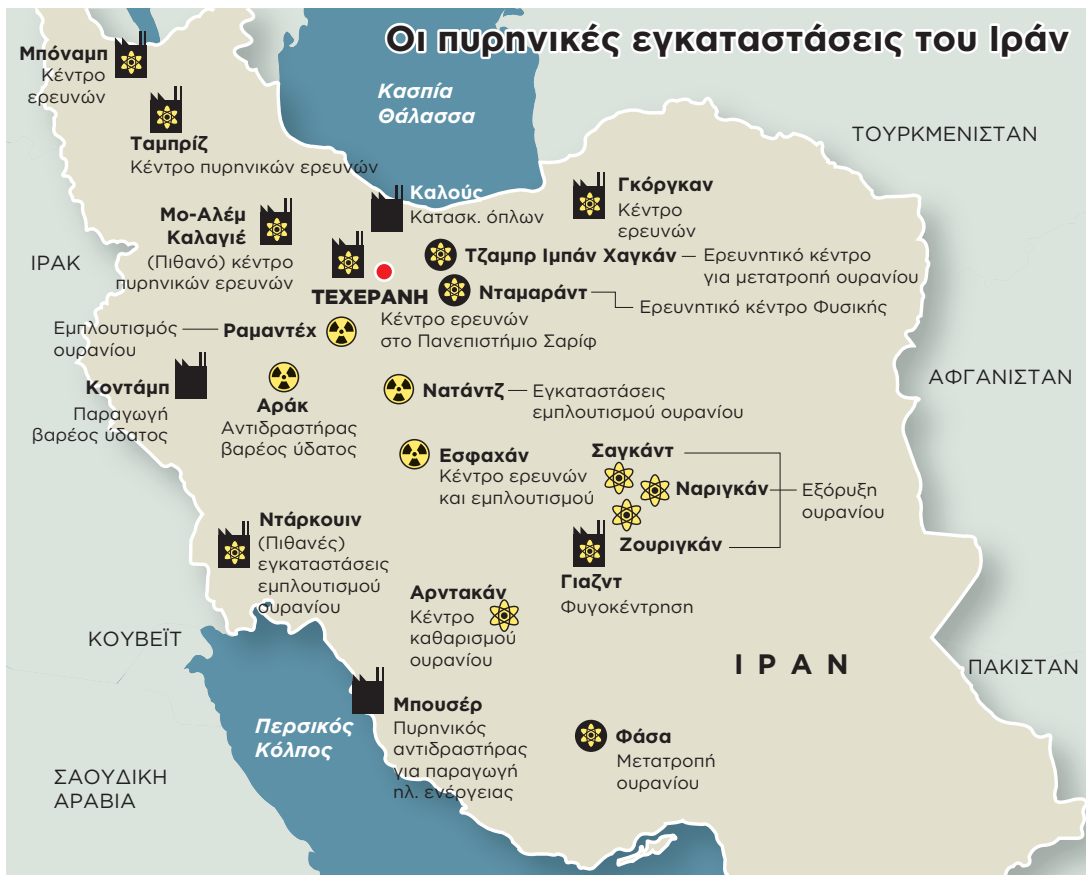 Οι πυρηνικές εγκαταστάσεις του Ιράν
Μπόναμπ
Κέντρο
ερευνών
Κασπία
Θάλασσα
Ταμπρίζ
Κέντρο πυρηνικών ερευνών
ΤΟΥΡΚΜΕΝΙΣΤΑΝ
Καλούς
Κατασκ. όπλων
Γκόργκαν
Κέντρο
ερευνών
Μο-Αλέμ
Καλαγιέ
(Πιθανό) κέντρο
πυρηνικών ερευνών
ΙΡΑΚ
Τζαμπρ Ιμπάν Χαγκάν
Ερευνητικό κέντρο
για μετατροπή ουρανίου
ΤΕΧΕΡΑΝΗ
Κέντρο ερευνών
στο Πανεπιστήμιο Σαρίφ
Νταμαράντ
Ερευνητικό κέντρο Φυσικής
Εμπλουτισμός
ουρανίου
Ραμαντέχ
Κοντάμπ
Παραγωγή
βαρέος ύδατος
Αράκ
Αντιδραστήρας
βαρέος ύδατος
Νατάντζ
Εγκαταστάσεις
εμπλουτισμού ουρανίου
ΑΦΓΑΝΙΣΤΑΝ
Εσφαχάν
Κέντρο ερευνών
και εμπλουτισμού
Σαγκάντ
Ναριγκάν
Ζουριγκάν
Εξόρυξη
ουρανίου
Ντάρκουιν
(Πιθανές)
εγκαταστάσεις
εμπλουτισμού
ουρανίου
Γιαζντ
Φυγοκέντρηση
Αρντακάν
Κέντρο
καθαρισμού
ουρανίου
ΚΟΥΒΕΪΤ
ΙΡΑΝ
ΠΑΚΙΣΤΑΝ
Μπουσέρ
Πυρηνικός
αντιδραστήρας
για παραγωγή
ηλ. ενέργειας
Περσικός
Κόλπος
Φάσα
Μετατροπή
ουρανίου
ΣΑΟΥΔΙΚΗ
ΑΡΑΒΙΑ